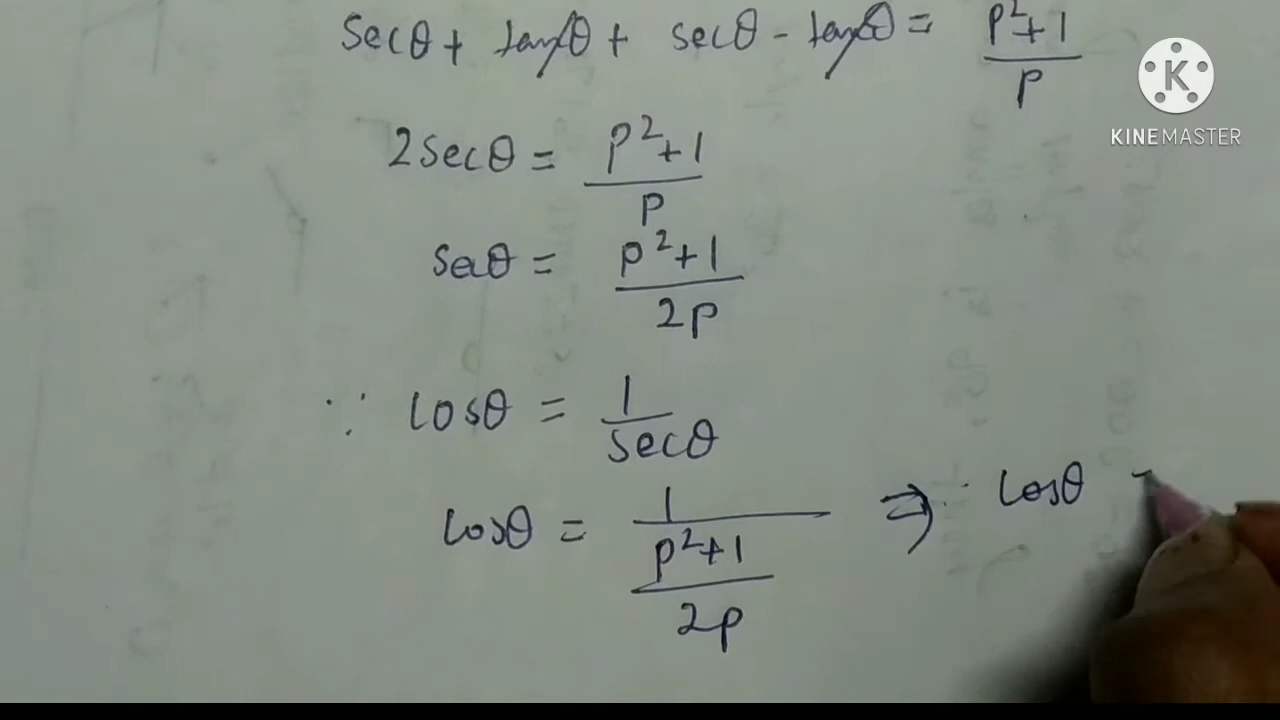 secθ + tanθ + secθ - tanθ = p²+1/p
K
KINEMASTER
2secθ = p²+1/p
secθ = p²+1/2p
∵ cosθ = 1/secθ
cosθ = 1/(p²+1/2p) ⇒ cosθ =